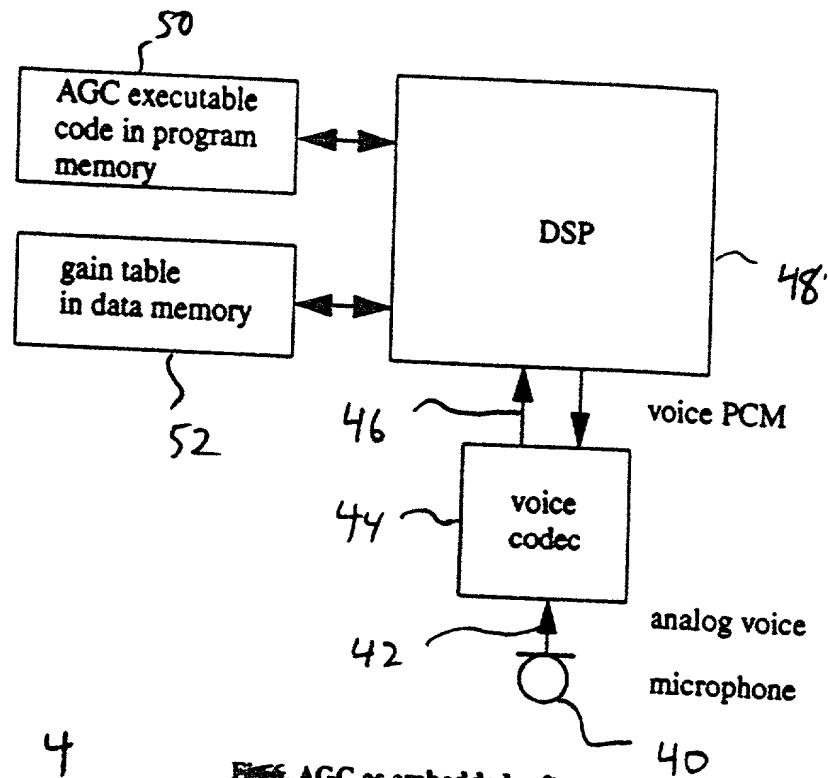 50
AGC executable
code in program
memory
DSP
48
gain table
in data memory
52
46
voice PCM
44
voice
codec
42
analog voice
microphone
40
4
AGC as embedded